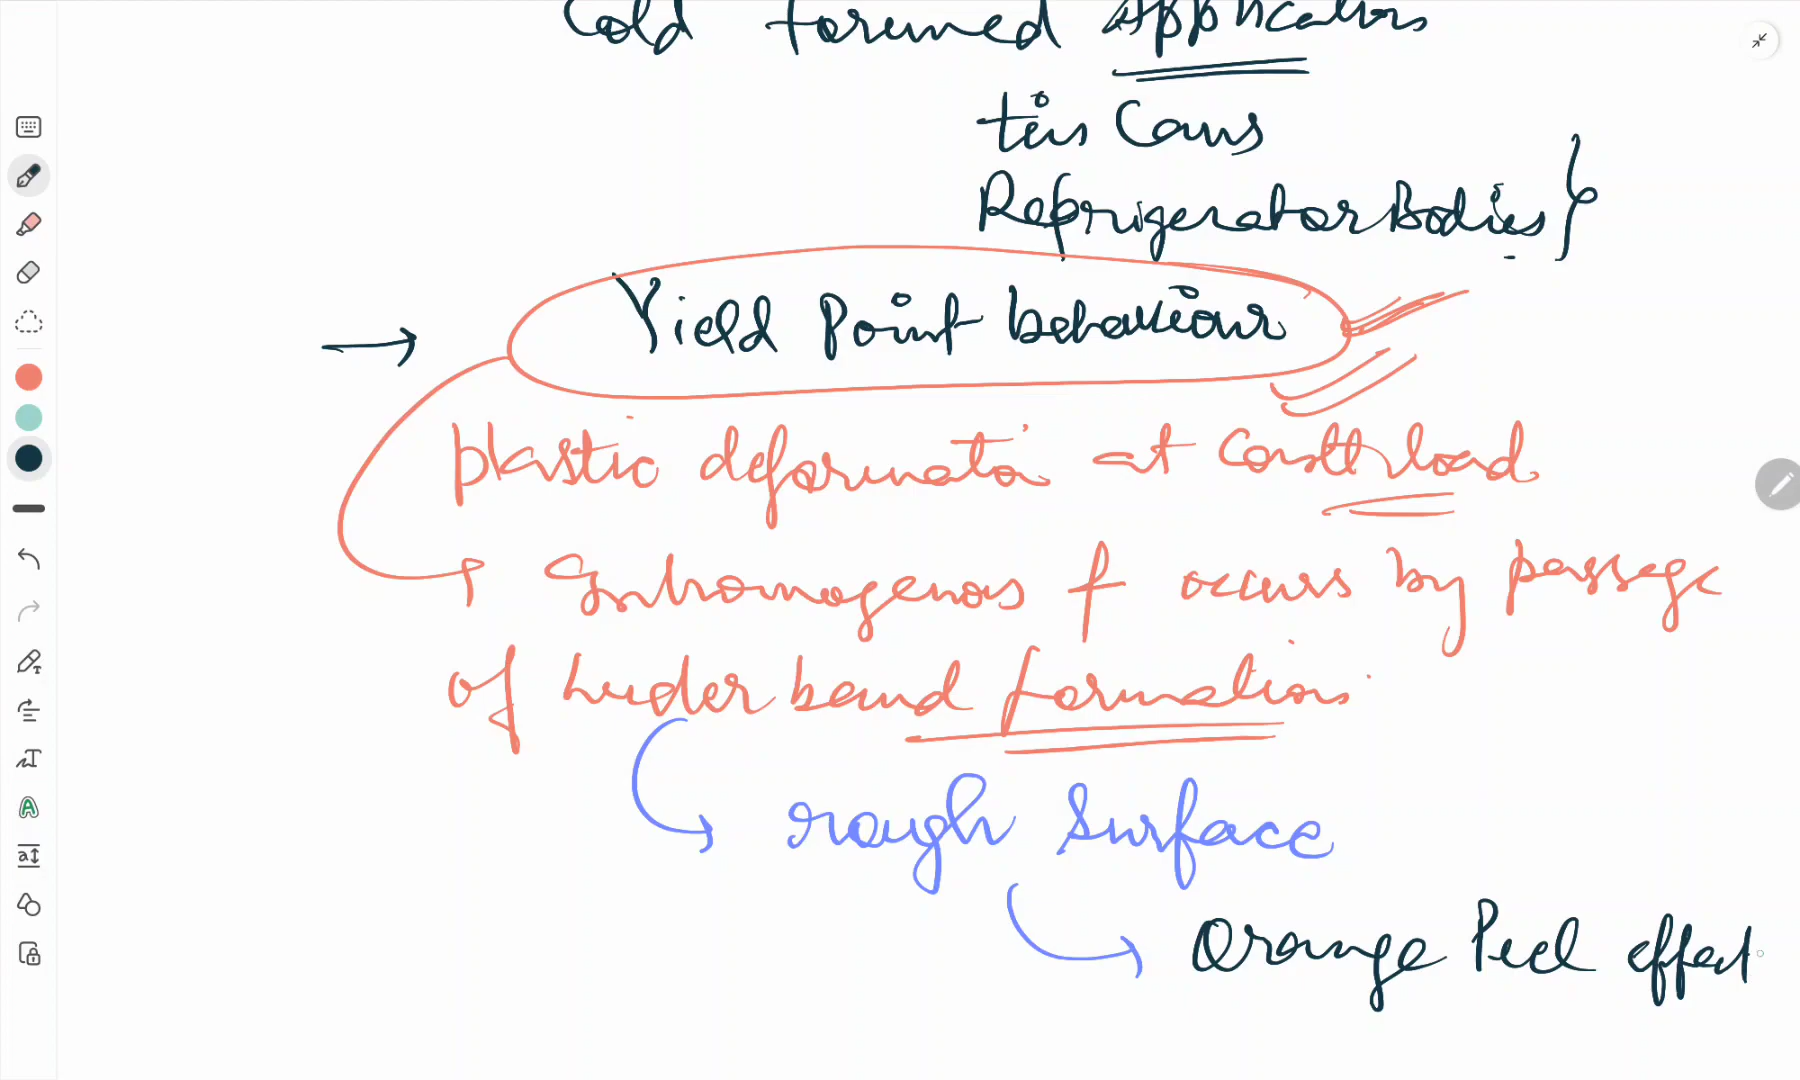 Cold formed Applications
tin Cans
Refrigerator Bodies }
→ Yield Point behaviour
plastic deformatn at Constt load
→ Inhomogenous & occurs by passage
of Luder band formation.
→ rough Surface
→ Orange Peel effect